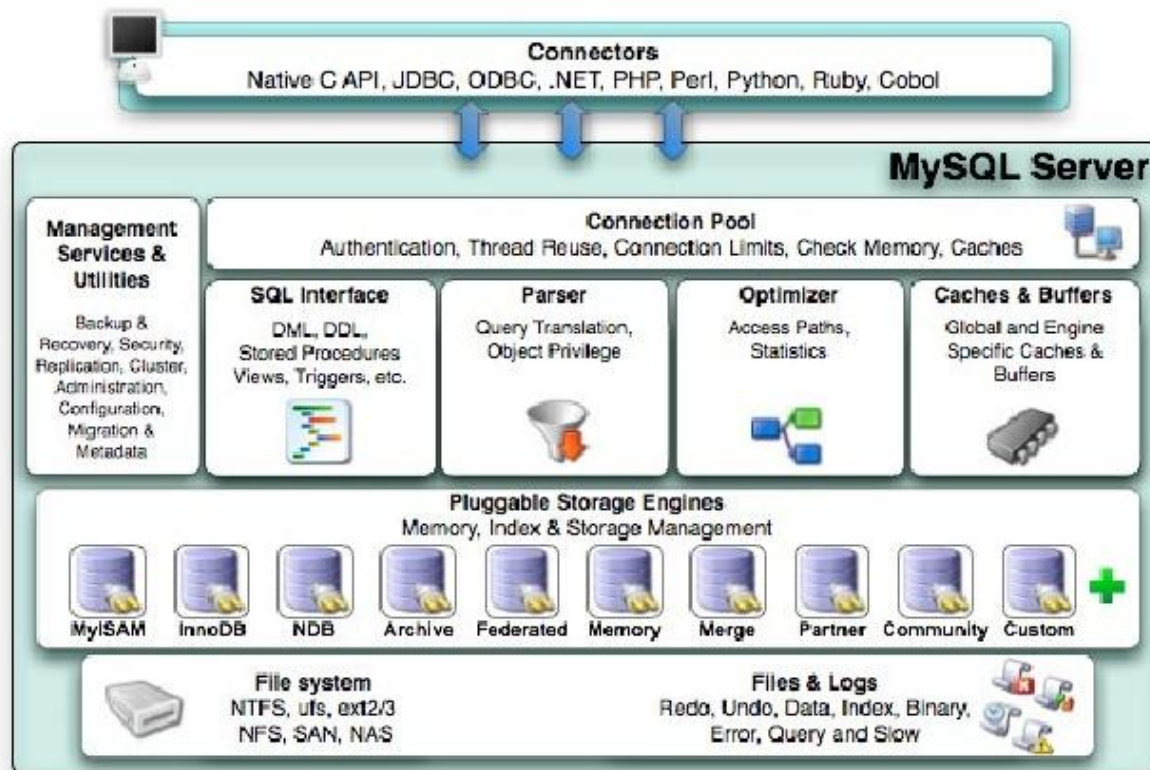 Connectors
Native C API, JDBC, ODBC, .NET, PHP, Perl, Python, Ruby, Cobol
MySQL Server
Management
Services &
Utilities
Backup &
Recovery, Security,
Replication, Cluster,
Administration,
Configuration,
Migration &
Metadata
Connection Pool
Authentication, Thread Reuse, Connection Limits, Check Memory, Caches
SQL Interface
DML, DDL,
Stored Procedures
Views, Triggers, etc.
Parser
Query Translation,
Object Privilege
Optimizer
Access Paths,
Statistics
Caches & Buffers
Global and Engine
Specific Caches &
Buffers
Pluggable Storage Engines
Memory, Index & Storage Management
MyISAM
InnoDB
NDB
Archive
Federated
Memory
Merge
Partner
Community
Custom
File system
NTFS, ufs, ext2/3
NFS, SAN, NAS
Files & Logs
Redo, Undo, Data, Index, Binary,
Error, Query and Slow